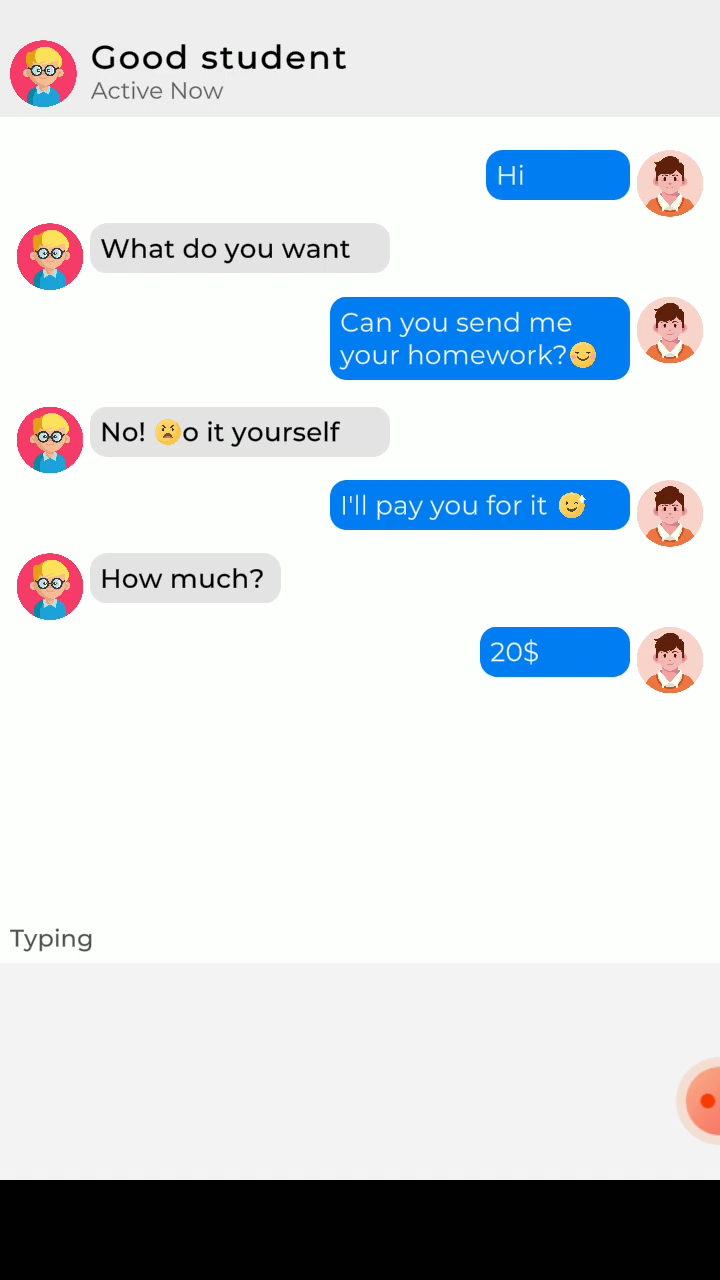 Good student
Active Now
Hi
What do you want
Can you send me
your homework?😏
No! 😠o it yourself
I'll pay you for it 😉
How much?
20$
Typing